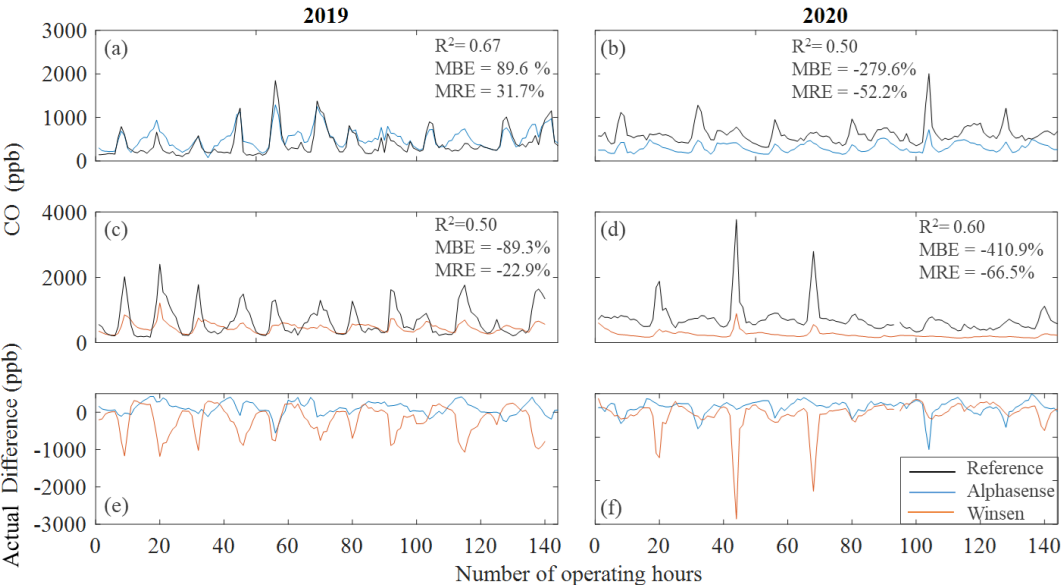 2019
2020
CO (ppb)
3000
2000
1000
0
(a)
R²= 0.67
MBE = 89.6 %
MRE = 31.7%
(b)
R²= 0.50
MBE = -279.6%
MRE = -52.2%
4000
2000
0
(c)
R²=0.50
MBE = -89.3%
MRE = -22.9%
(d)
R²= 0.60
MBE = -410.9%
MRE = -66.5%
Actual Difference (ppb)
0
-1000
-2000
-3000
(e)
(f)
Reference
Alphasense
Winsen
0 20 40 60 80 100 120 140
0 20 40 60 80 100 120 140
Number of operating hours